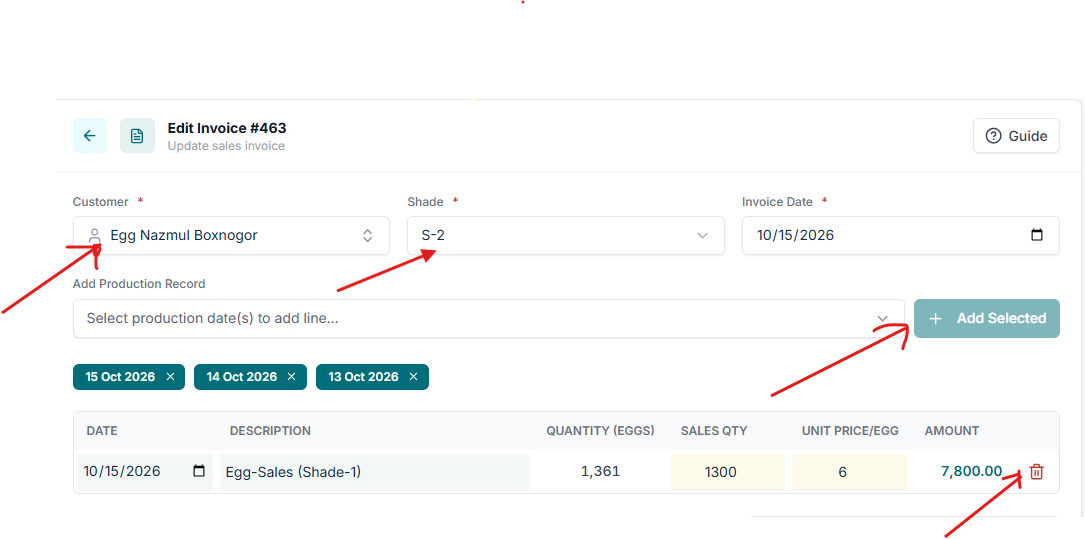 Edit Invoice #463
Update sales invoice
Guide
Customer *
Shade *
Invoice Date *
Egg Nazmul Boxnogor
S-2
10/15/2026
Add Production Record
Select production date(s) to add line...
+ Add Selected
15 Oct 2026 ×
14 Oct 2026 ×
13 Oct 2026 ×
DATE DESCRIPTION QUANTITY (EGGS) SALES QTY UNIT PRICE/EGG AMOUNT
10/15/2026 Egg-Sales (Shade-1) 1,361 1300 6 7,800.00